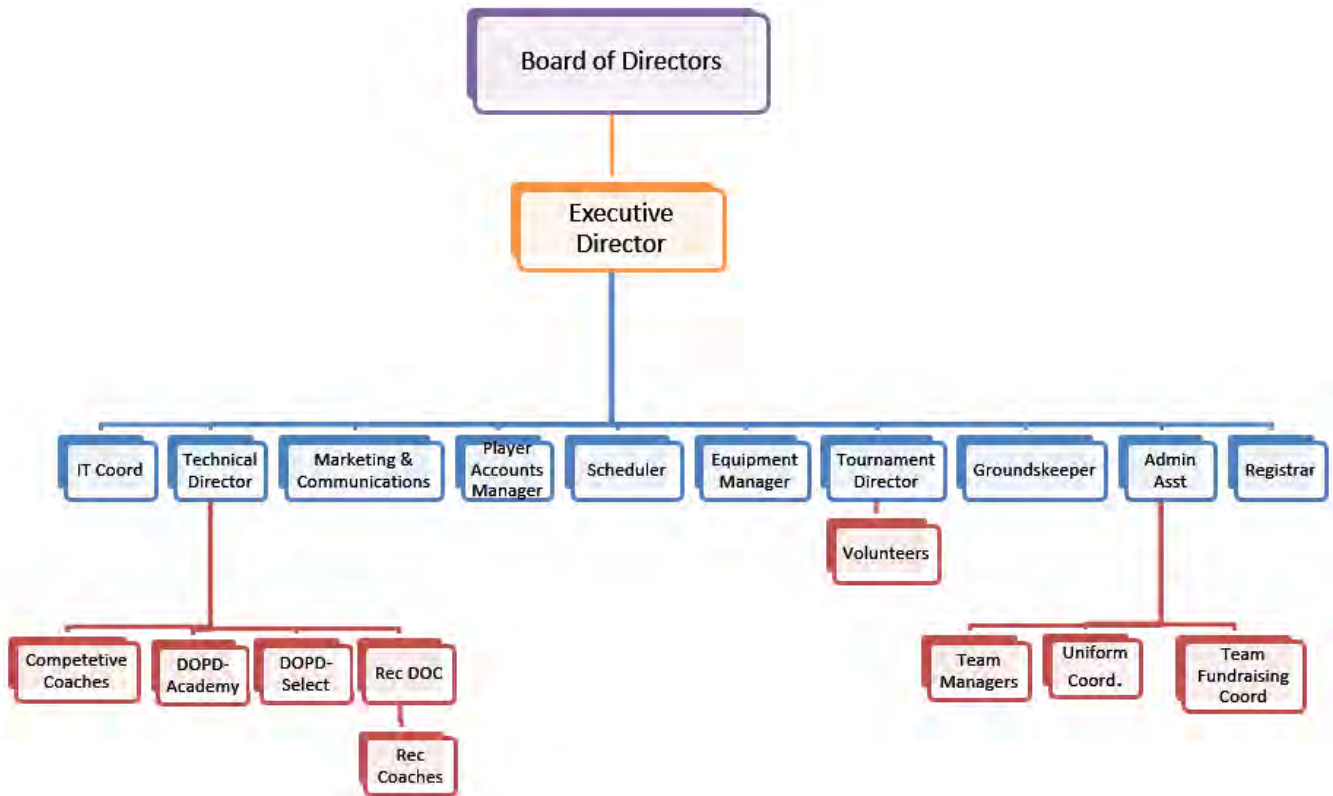 Board of Directors
Executive
Director
IT Coord
Technical
Director
Marketing &
Communications
Player
Accounts
Manager
Scheduler
Equipment
Manager
Tournament
Director
Groundskeeper
Admin
Asst
Registrar
Volunteers
Competetive
Coaches
DOPD-
Academy
DOPD-
Select
Rec DOC
Team
Managers
Uniform
Coord.
Team
Fundraising
Coord
Rec
Coaches